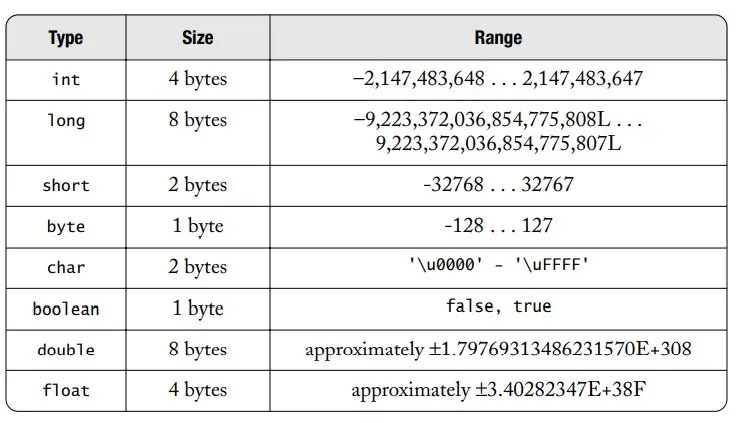 Type Size Range
int 4 bytes −2,147,483,648 . . . 2,147,483,647
long 8 bytes −9,223,372,036,854,775,808L . . .
9,223,372,036,854,775,807L
short 2 bytes -32768 . . . 32767
byte 1 byte -128 . . . 127
char 2 bytes '\u0000' - '\uFFFF'
boolean 1 byte false, true
double 8 bytes approximately ±1.79769313486231570E+308
float 4 bytes approximately ±3.40282347E+38F